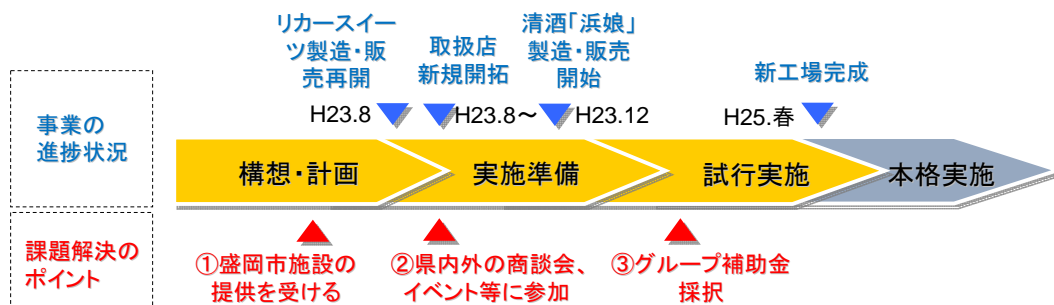 リカースイー
ツ製造・販
売再開
取扱店
新規開拓
清酒「浜娘」
製造・販売
開始
新工場完成
H23.8
H23.8～
H23.12
H25.春
事業の
進捗状況
構想・計画
実施準備
試行実施
本格実施
課題解決の
ポイント
①盛岡市施設の
提供を受ける
②県内外の商談会、
イベント等に参加
③グループ補助金
採択